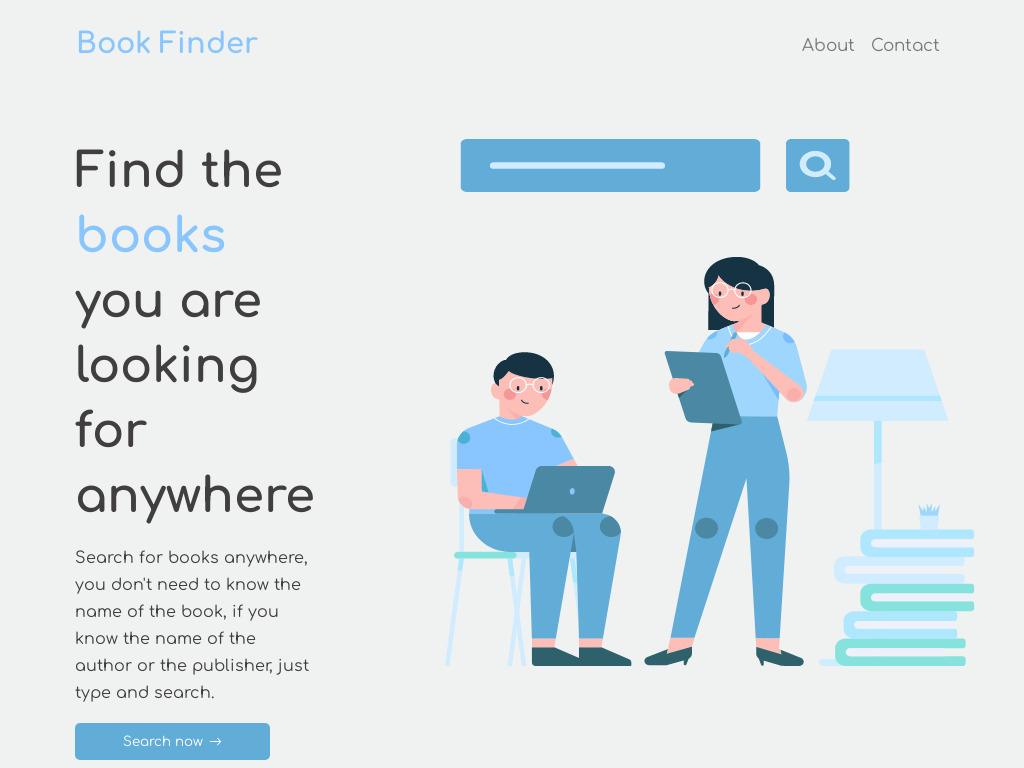 Book Finder
About
Contact
Find the
books
you are
looking
for
anywhere
Search for books anywhere,
you don't need to know the
name of the book, if you
know the name of the
author or the publisher, just
type and search.
Search now →